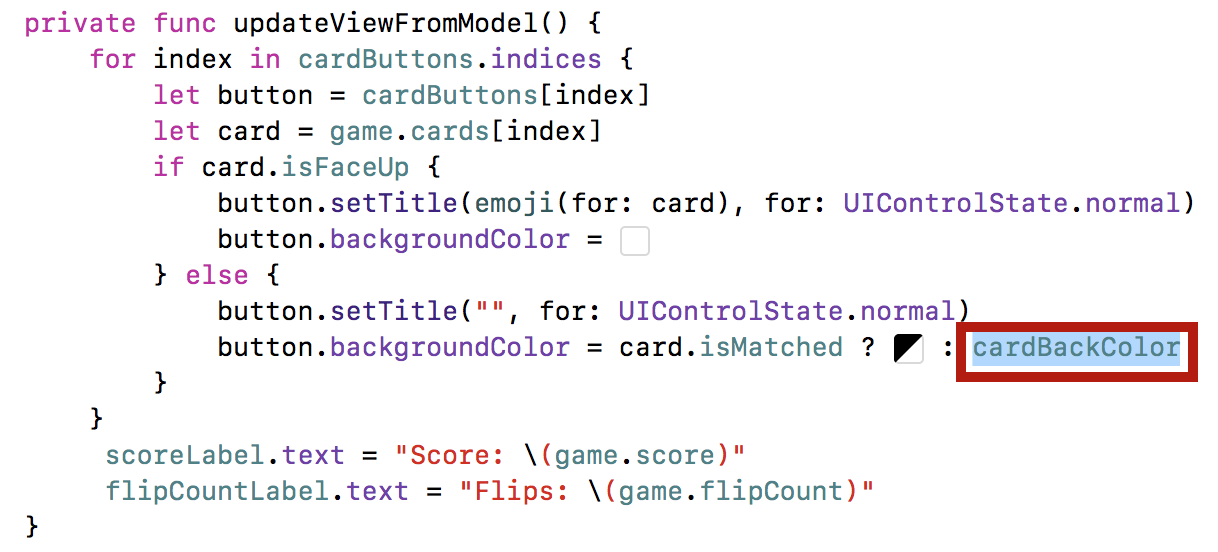 private func updateViewFromModel() {
    for index in cardButtons.indices {
        let button = cardButtons[index]
        let card = game.cards[index]
        if card.isFaceUp {
            button.setTitle(emoji(for: card), for: UIControlState.normal)
            button.backgroundColor =
        } else {
            button.setTitle("", for: UIControlState.normal)
            button.backgroundColor = card.isMatched ? : cardBackColor
        }
    }
     scoreLabel.text = "Score: \(game.score)"
     flipCountLabel.text = "Flips: \(game.flipCount)"
}